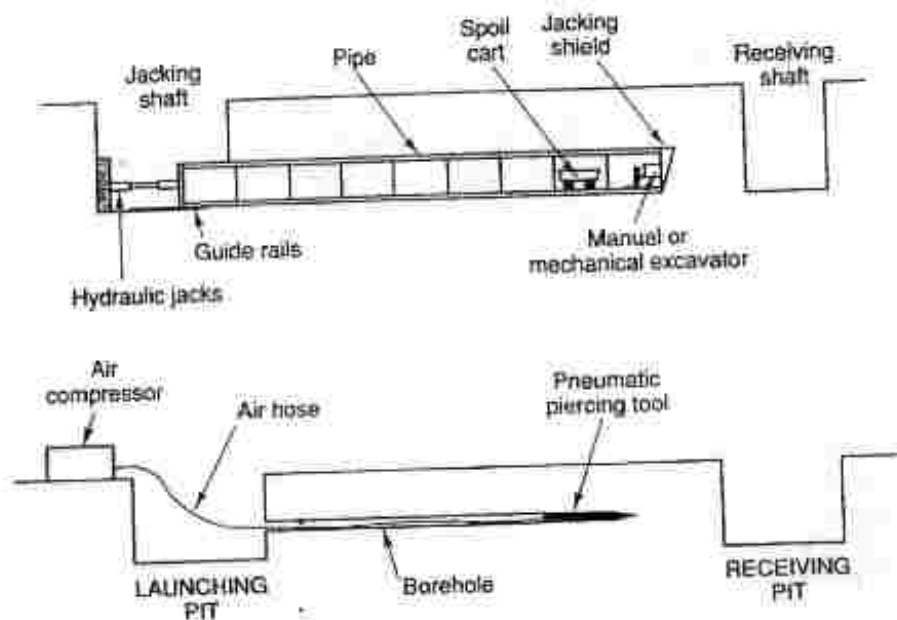 Jacking
shaft
Pipe
Spoil
cart
Jacking
shield
Receiving
shaft
Guide rails
Hydraulic jacks
Manual or
mechanical excavator
Air
compressor
Air hose
Pneumatic
piercing tool
Borehole
LAUNCHING
PIT
RECEIVING
PIT